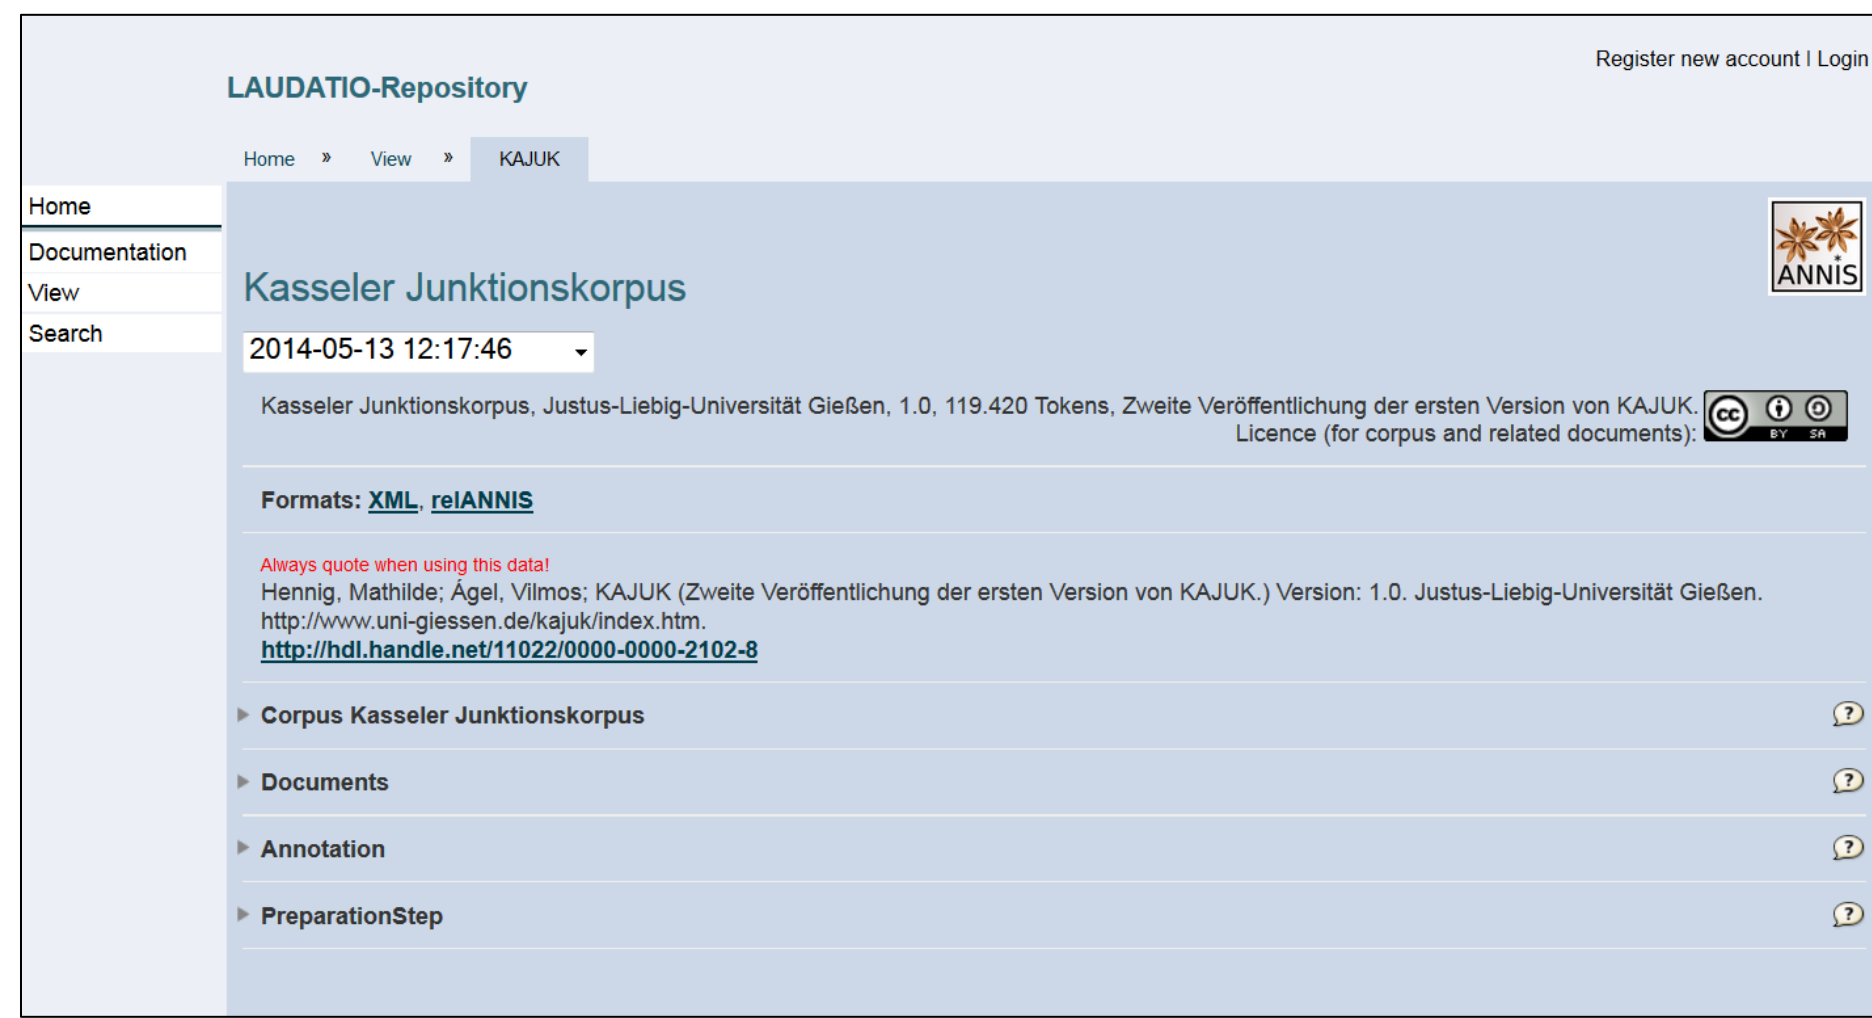 Register new account | Login
LAUDATIO-Repository
Home » View » KAJUK
Home
Documentation
View
Search
ANNIS
Kasseler Junktionskorpus
2014-05-13 12:17:46
Kasseler Junktionskorpus, Justus-Liebig-Universität Gießen, 1.0, 119.420 Tokens, Zweite Veröffentlichung der ersten Version von KAJUK.
Licence (for corpus and related documents):
cc BY SA
Formats: XML, relANNIS
Always quote when using this data!
Hennig, Mathilde; Ágel, Vilmos; KAJUK (Zweite Veröffentlichung der ersten Version von KAJUK.) Version: 1.0. Justus-Liebig-Universität Gießen.
http://www.uni-giessen.de/kajuk/index.htm.
http://hdl.handle.net/11022/0000-0000-2102-8
Corpus Kasseler Junktionskorpus ?
Documents ?
Annotation ?
PreparationStep ?